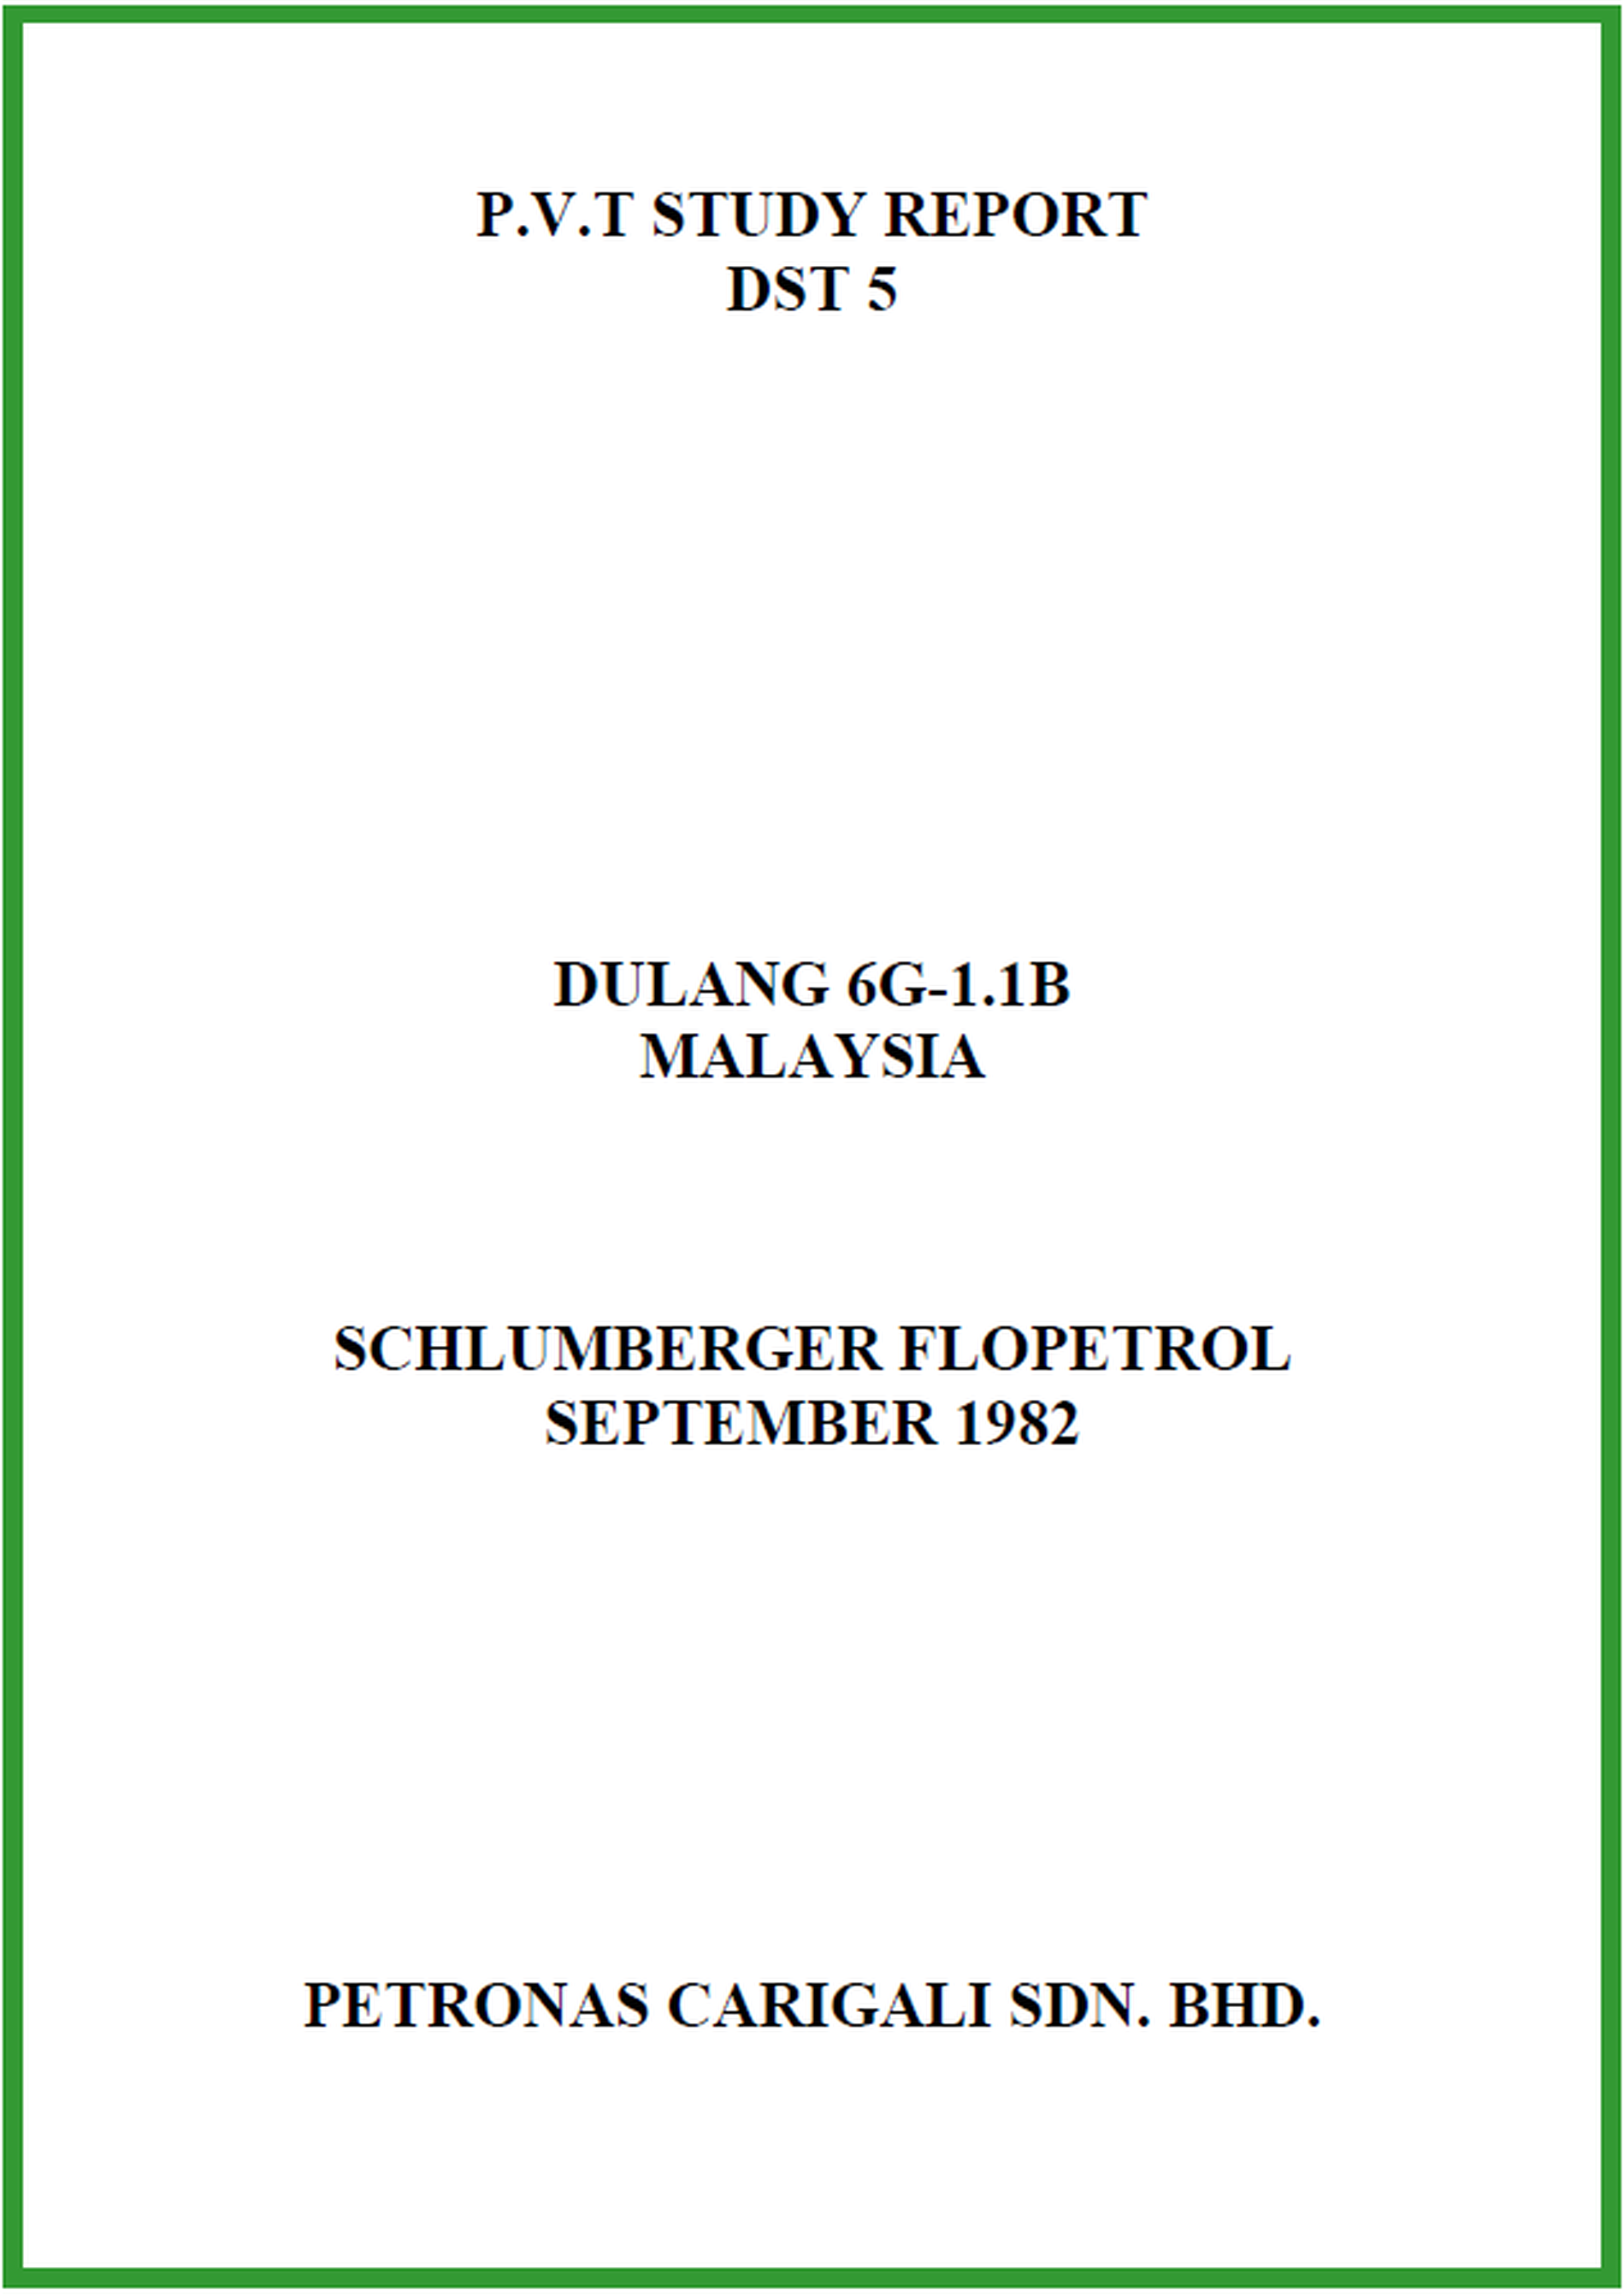 P.V.T STUDY REPORT
DST 5
DULANG 6G-1.1B
MALAYSIA
SCHLUMBERGER FLOPETROL
SEPTEMBER 1982
PETRONAS CARIGALI SDN. BHD.